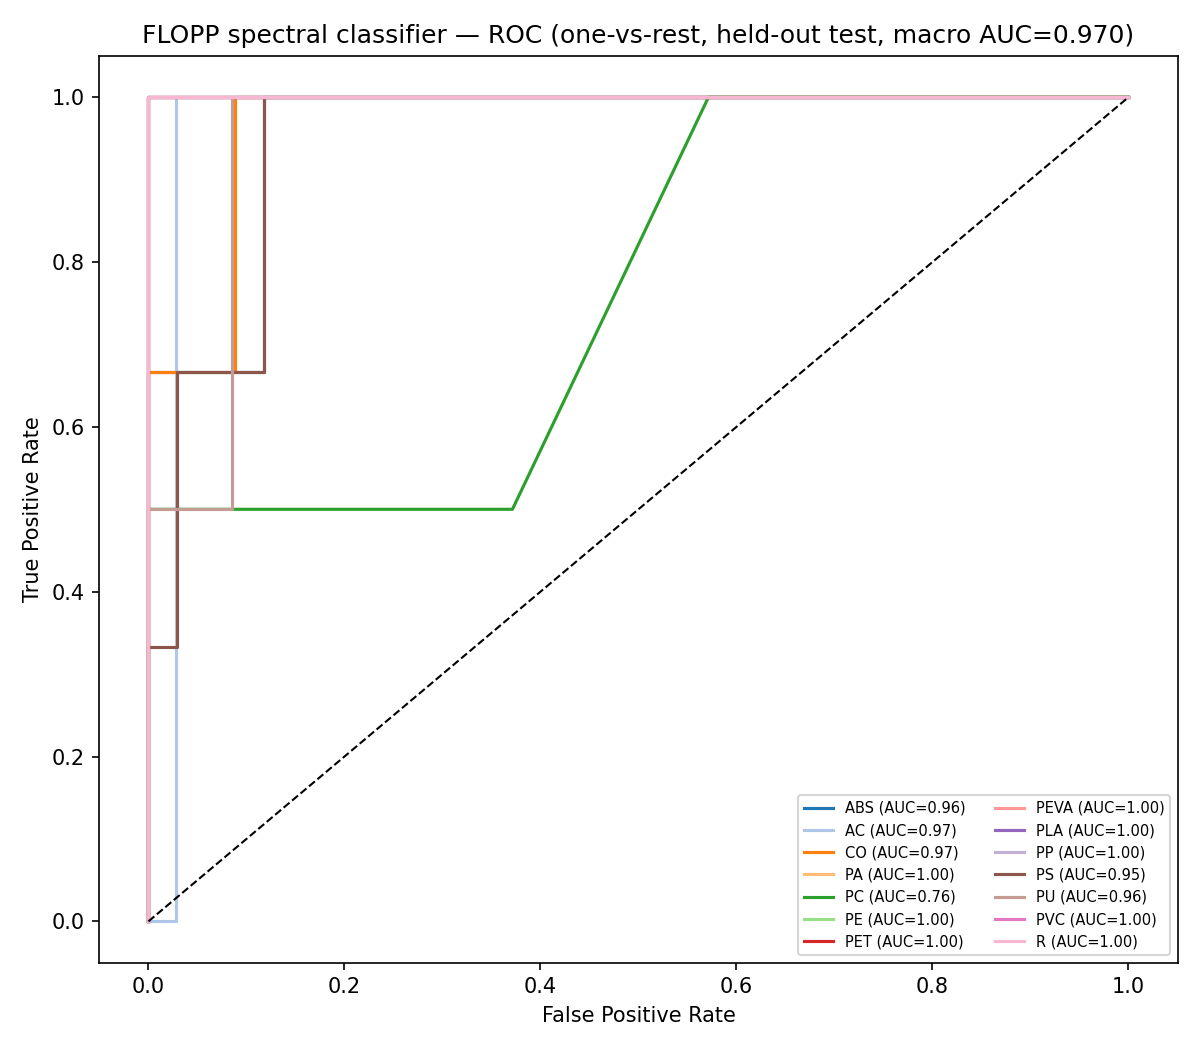 FLOPP spectral classifier — ROC (one-vs-rest, held-out test, macro AUC=0.970)
1.0
0.8
0.6
0.4
0.2
0.0
True Positive Rate
0.0 0.2 0.4 0.6 0.8 1.0
False Positive Rate
ABS (AUC=0.96)
AC (AUC=0.97)
CO (AUC=0.97)
PA (AUC=1.00)
PC (AUC=0.76)
PE (AUC=1.00)
PET (AUC=1.00)
PEVA (AUC=1.00)
PLA (AUC=1.00)
PP (AUC=1.00)
PS (AUC=0.95)
PU (AUC=0.96)
PVC (AUC=1.00)
R (AUC=1.00)